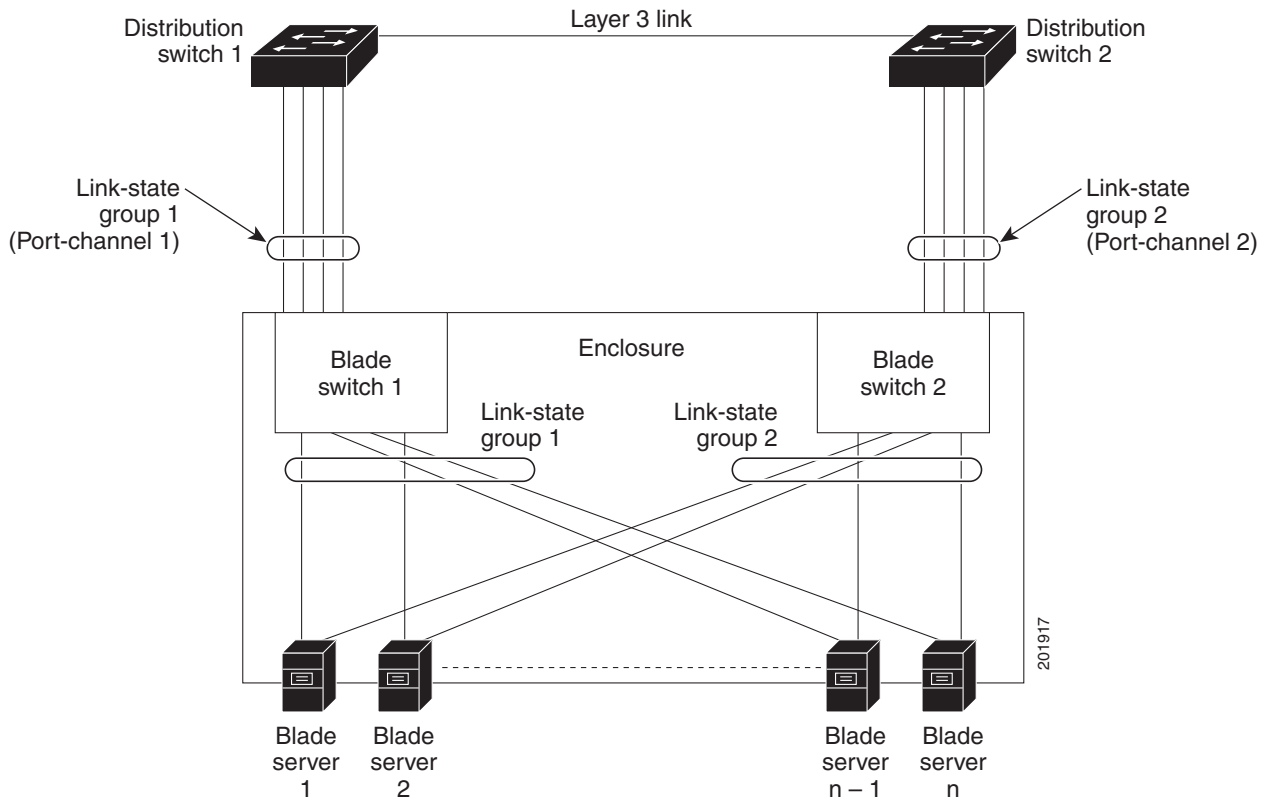 Layer 3 link
Distribution
switch 1
Distribution
switch 2
Link-state
group 1
(Port-channel 1)
Link-state
group 2
(Port-channel 2)
Enclosure
Blade
switch 1
Blade
switch 2
Link-state
group 1
Link-state
group 2
201917
Blade
server
1
Blade
server
2
Blade
server
n – 1
Blade
server
n